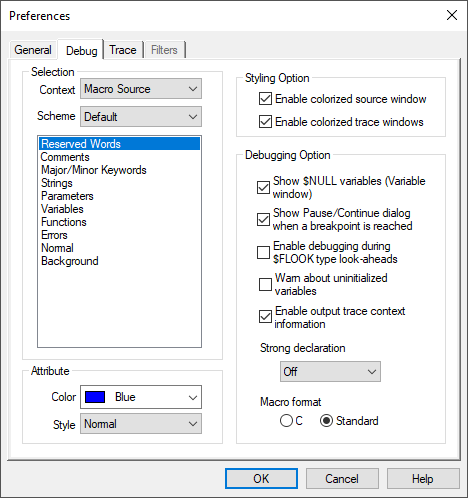 Preferences
General
Debug
Trace
Filters
Selection
Context
Macro Source
Scheme
Default
Reserved Words
Comments
Major/Minor Keywords
Strings
Parameters
Variables
Functions
Errors
Normal
Background
Attribute
Color
Blue
Style
Normal
Styling Option
Enable colorized source window
Enable colorized trace windows
Debugging Option
Show $NULL variables (Variable
window)
Show Pause/Continue dialog
when a breakpoint is reached
Enable debugging during
$FLOOK type look-aheads
Warn about uninitialized
variables
Enable output trace context
information
Strong declaration
Off
Macro format
C
Standard
OK
Cancel
Help